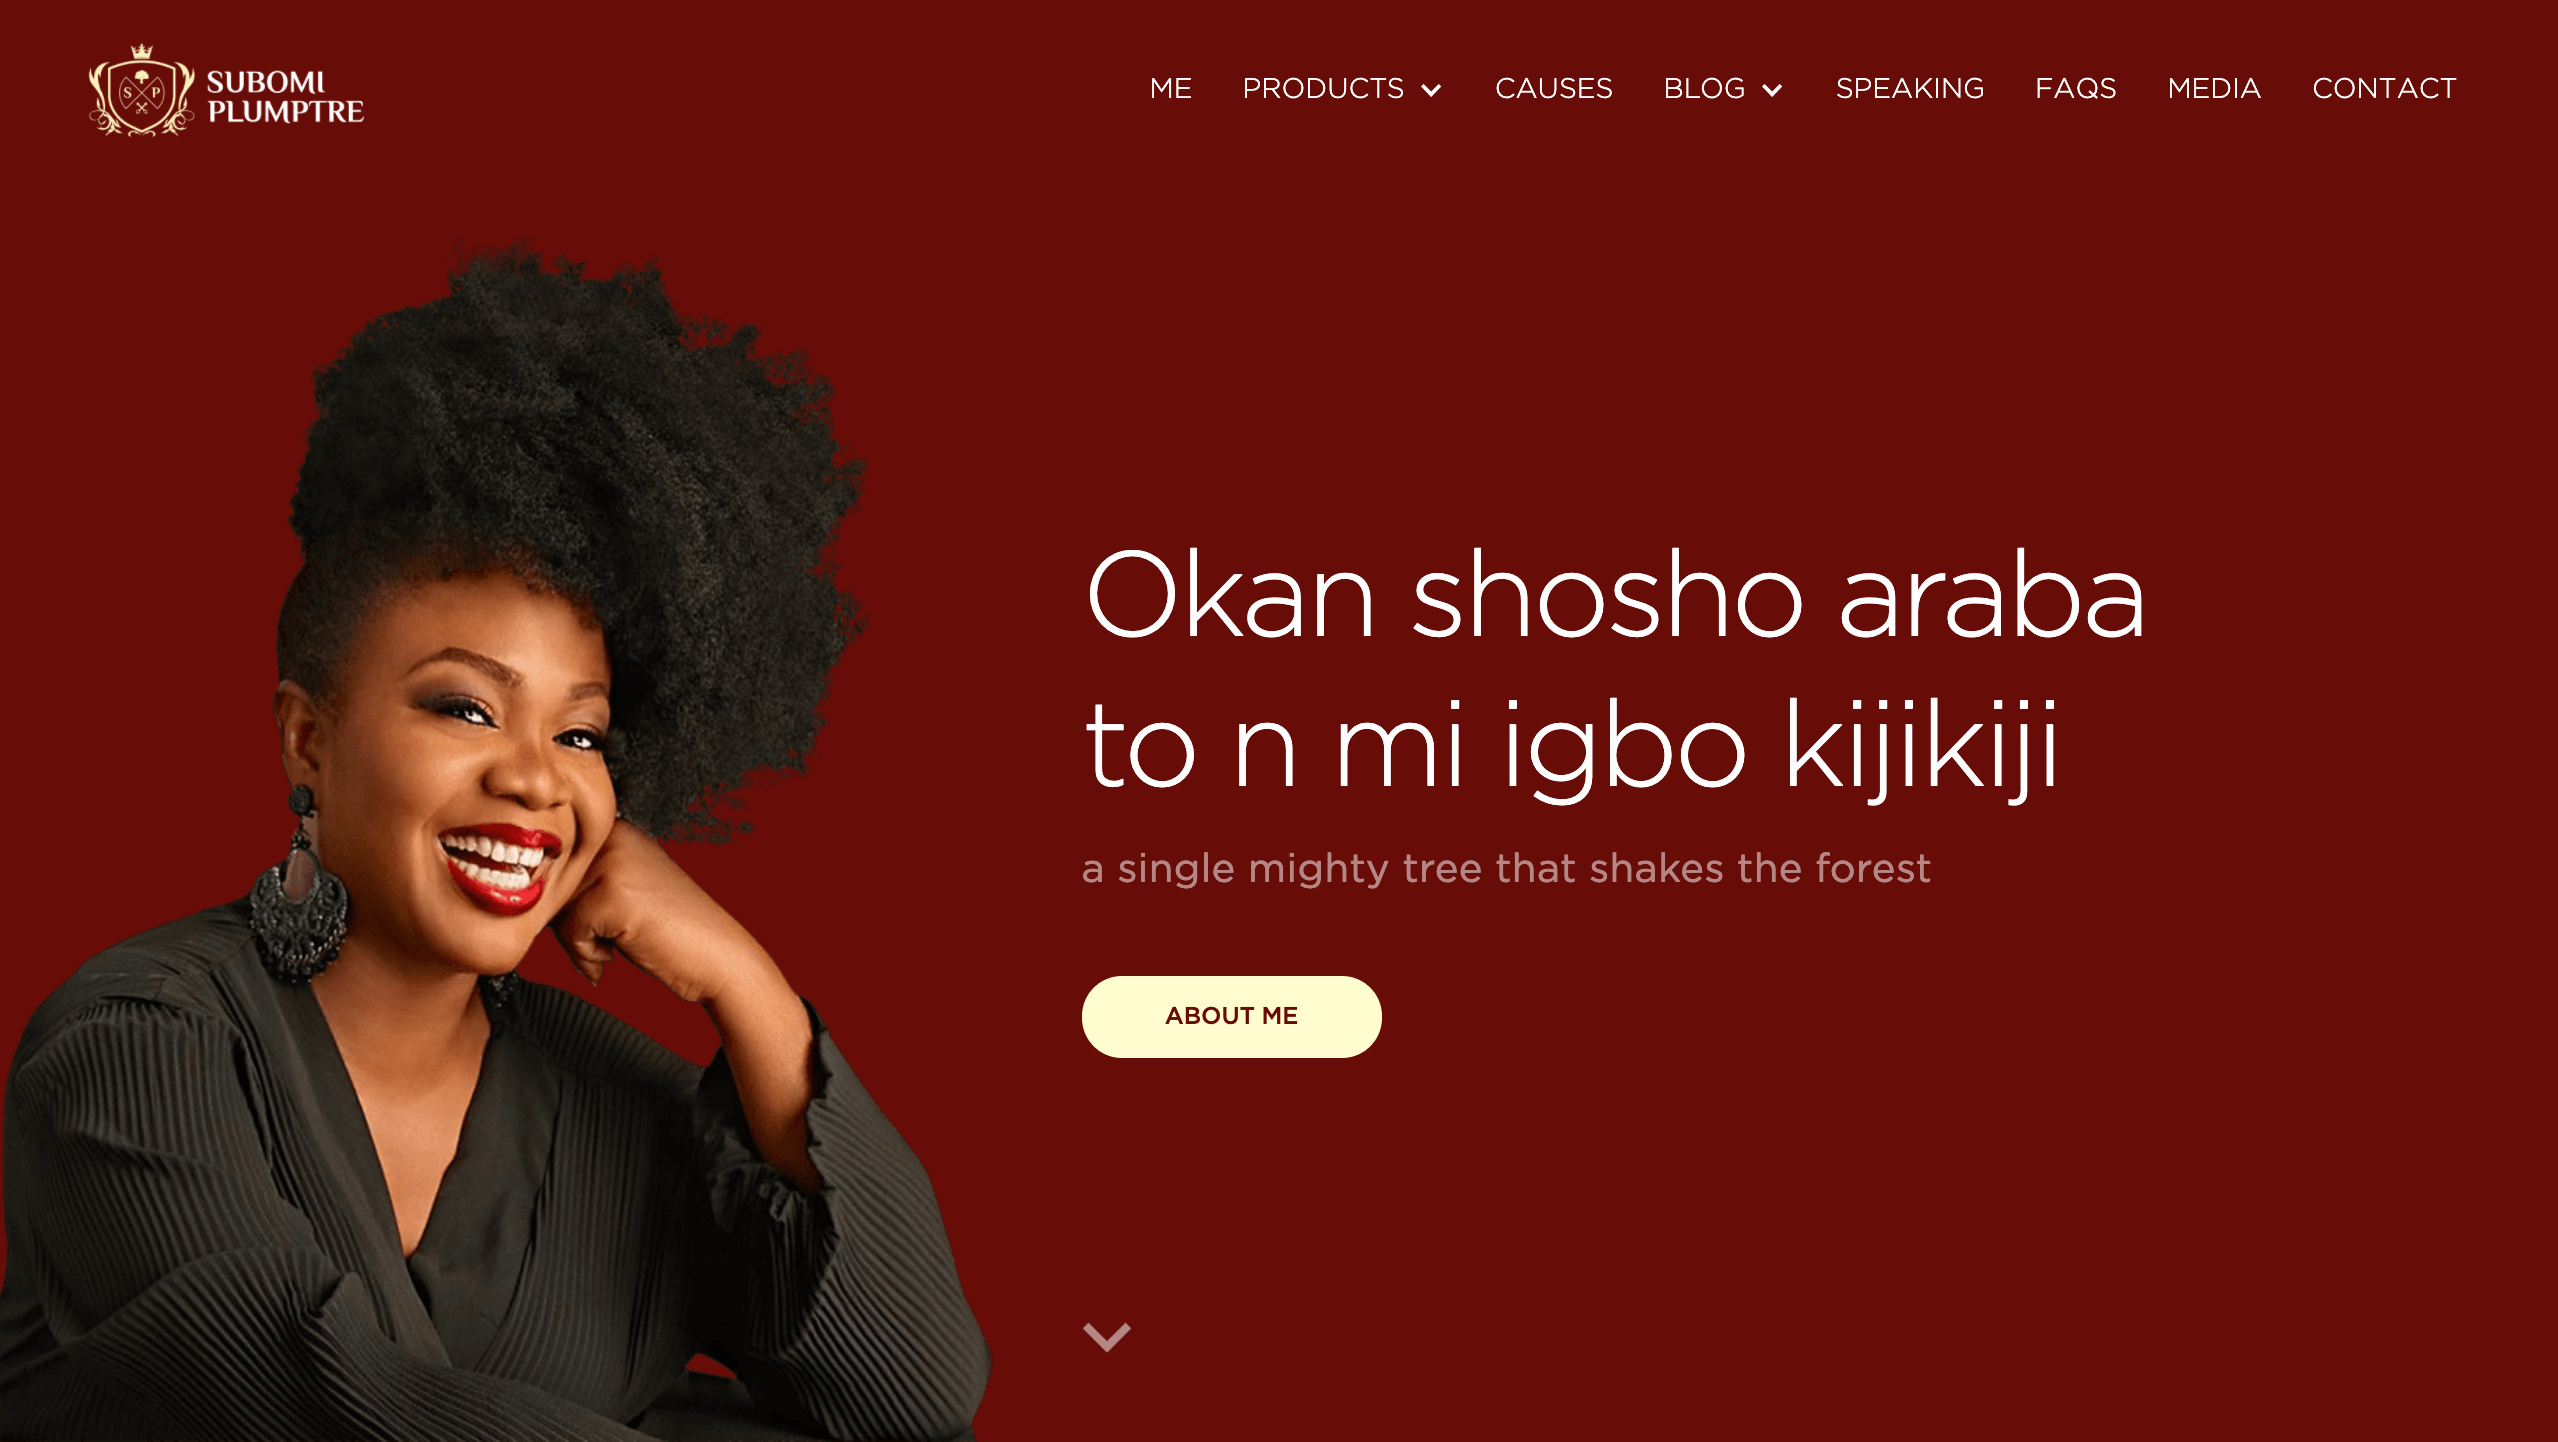 SUBOMI
PLUMPTRE
S P
ME PRODUCTS CAUSES BLOG SPEAKING FAQS MEDIA CONTACT
Okan shosho araba
to n mi igbo kijikiji
a single mighty tree that shakes the forest
ABOUT ME